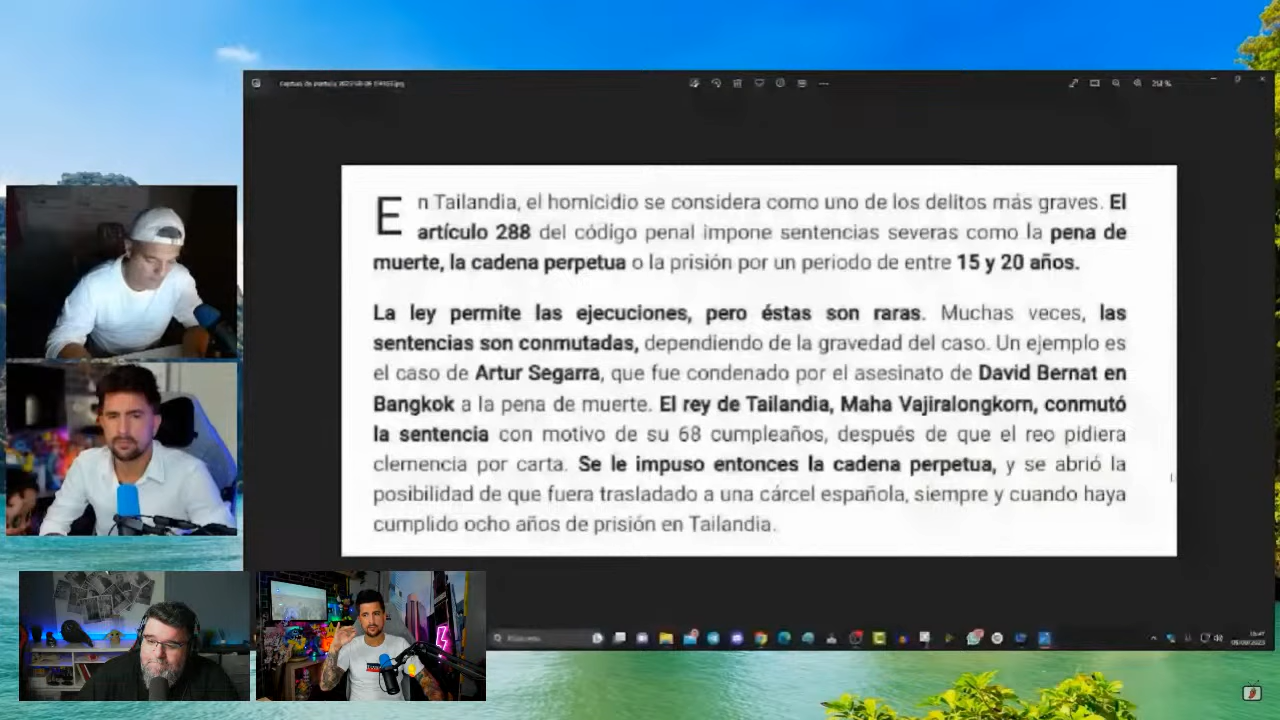 En Tailandia, el homicidio se considera como uno de los delitos más graves. El
artículo 288 del código penal impone sentencias severas como la pena de
muerte, la cadena perpetua o la prisión por un periodo de entre 15 y 20 años.
La ley permite las ejecuciones, pero éstas son raras. Muchas veces, las
sentencias son conmutadas, dependiendo de la gravedad del caso. Un ejemplo es
el caso de Artur Segarra, que fue condenado por el asesinato de David Bernat en
Bangkok a la pena de muerte. El rey de Tailandia, Maha Vajiralongkorn, conmutó
la sentencia con motivo de su 68 cumpleaños, después de que el reo pidiera
clemencia por carta. Se le impuso entonces la cadena perpetua, y se abrió la
posibilidad de que fuera trasladado a una cárcel española, siempre y cuando haya
cumplido ocho años de prisión en Tailandia.